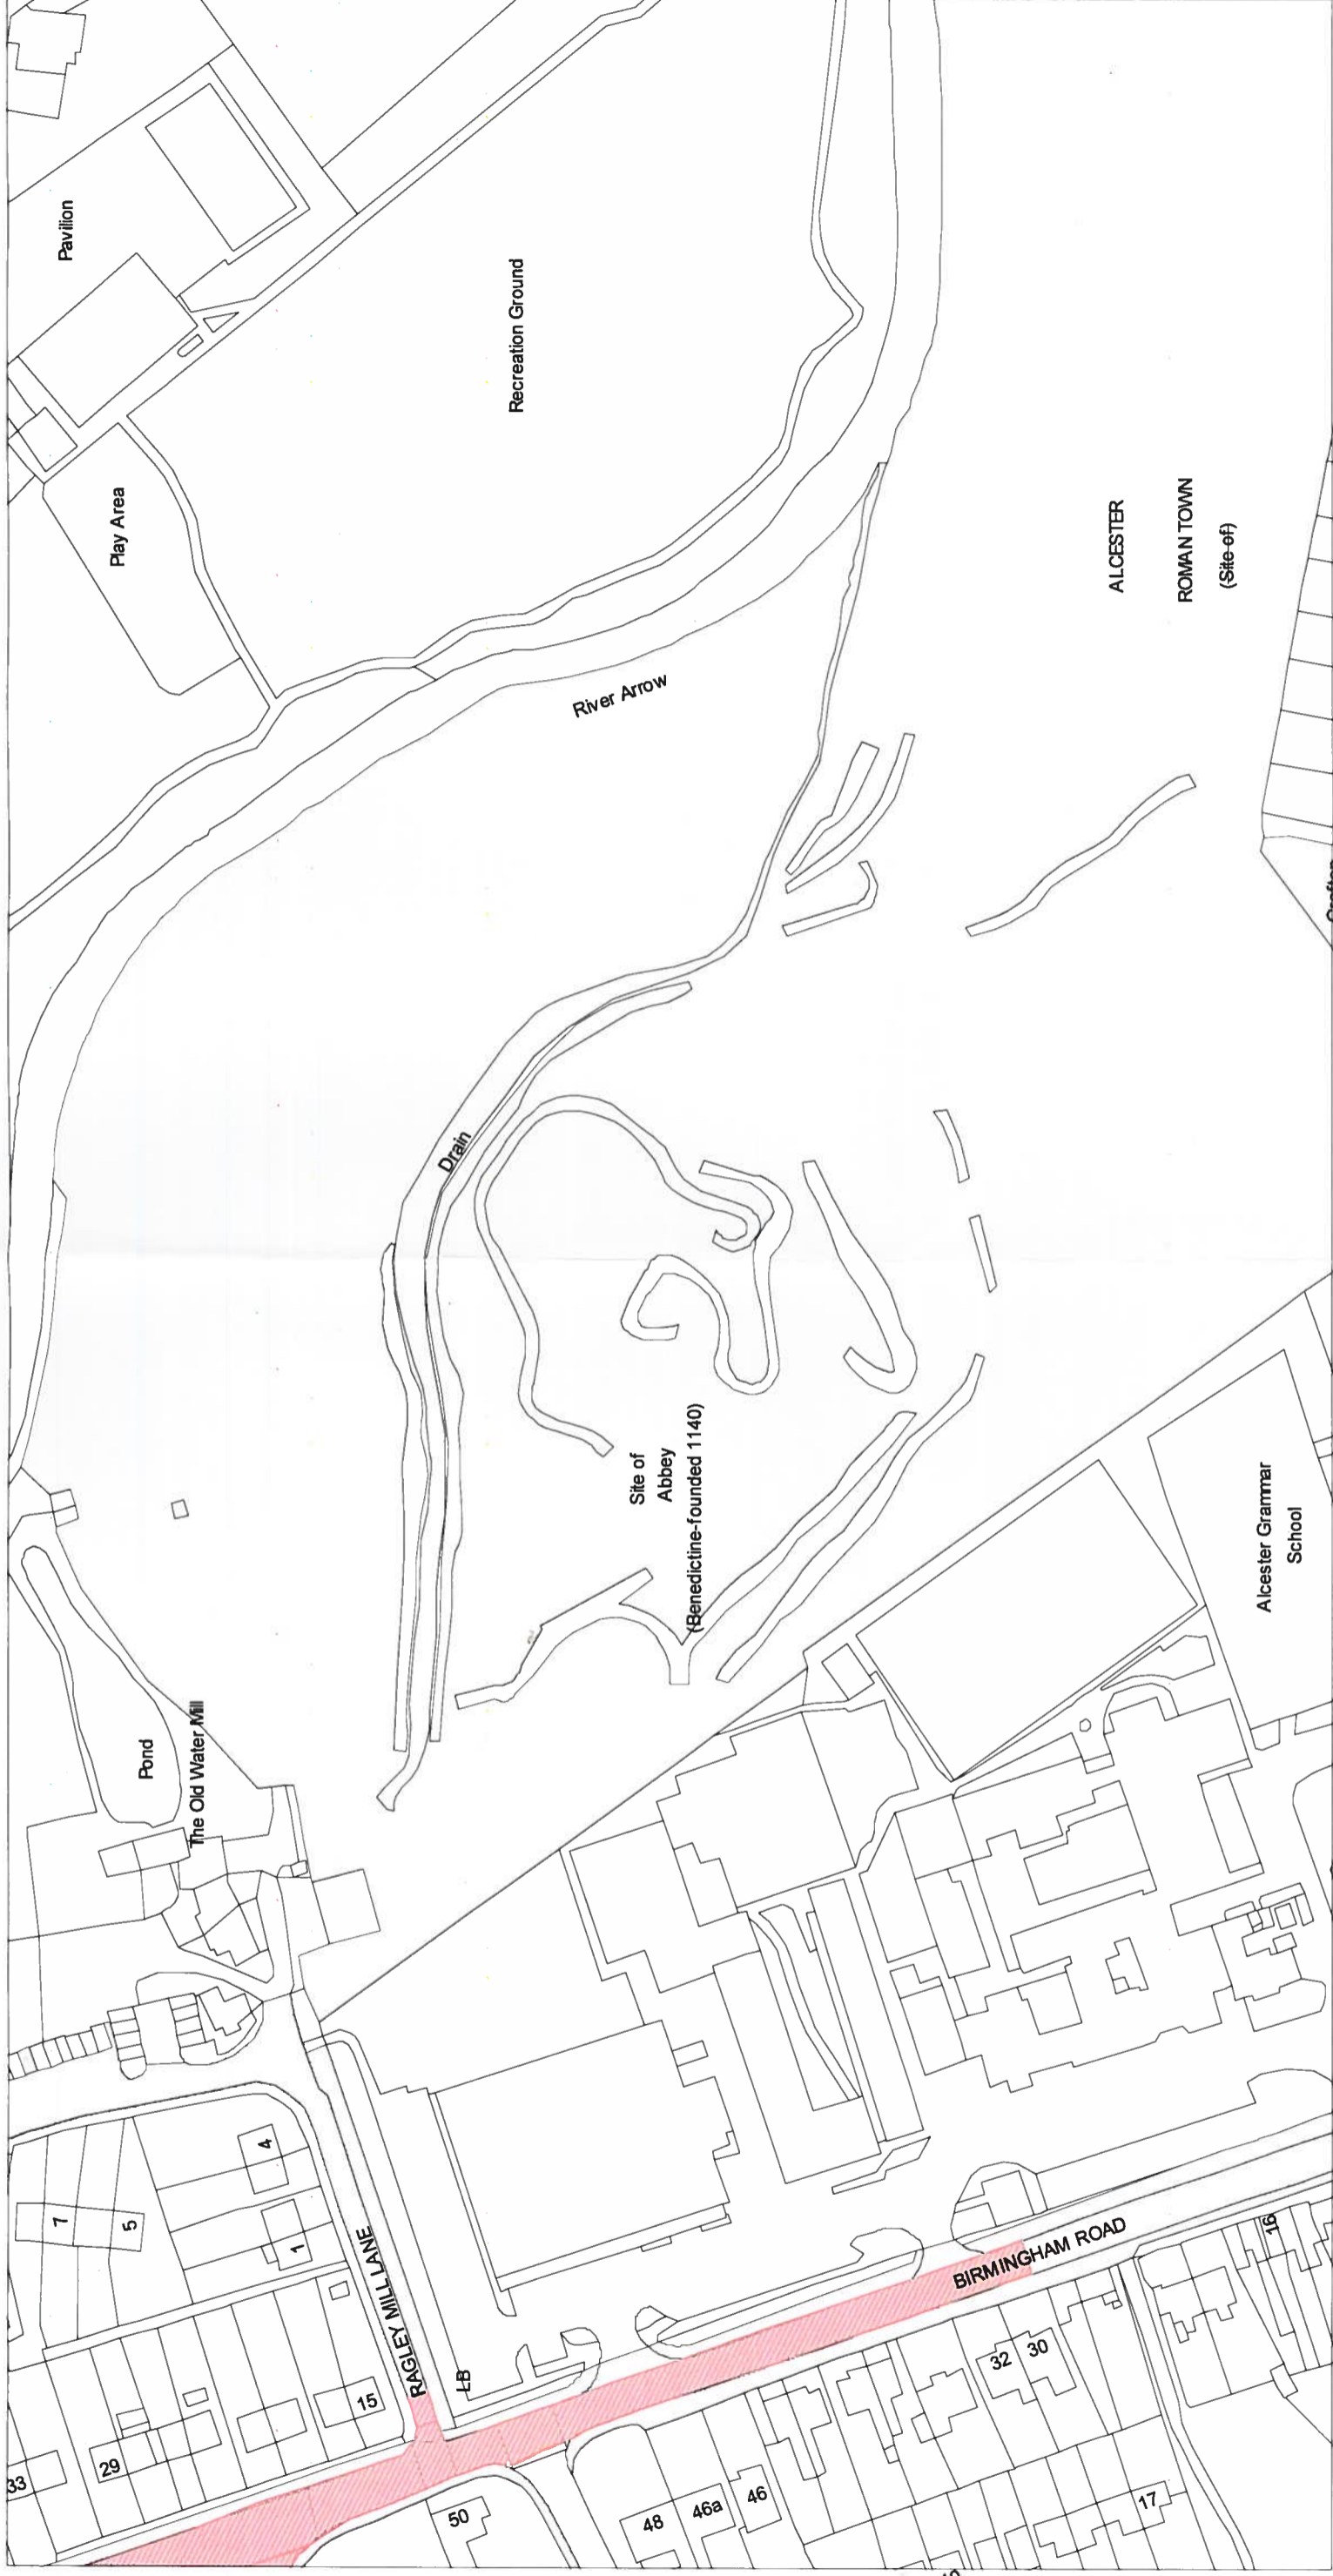 Pavilion
Recreation Ground
Play Area
River Arrow
ALCESTER
ROMAN TOWN
(Site of)
Drain
Site of
Abbey
(Benedictine-founded 1140)
Pond
The Old Water Mill
Alcester Grammar
School
4
7
5
1
RAGLEY MILL LANE
LB
15
29
33
BIRMINGHAM ROAD
16
32
30
50
48
46a
46
17